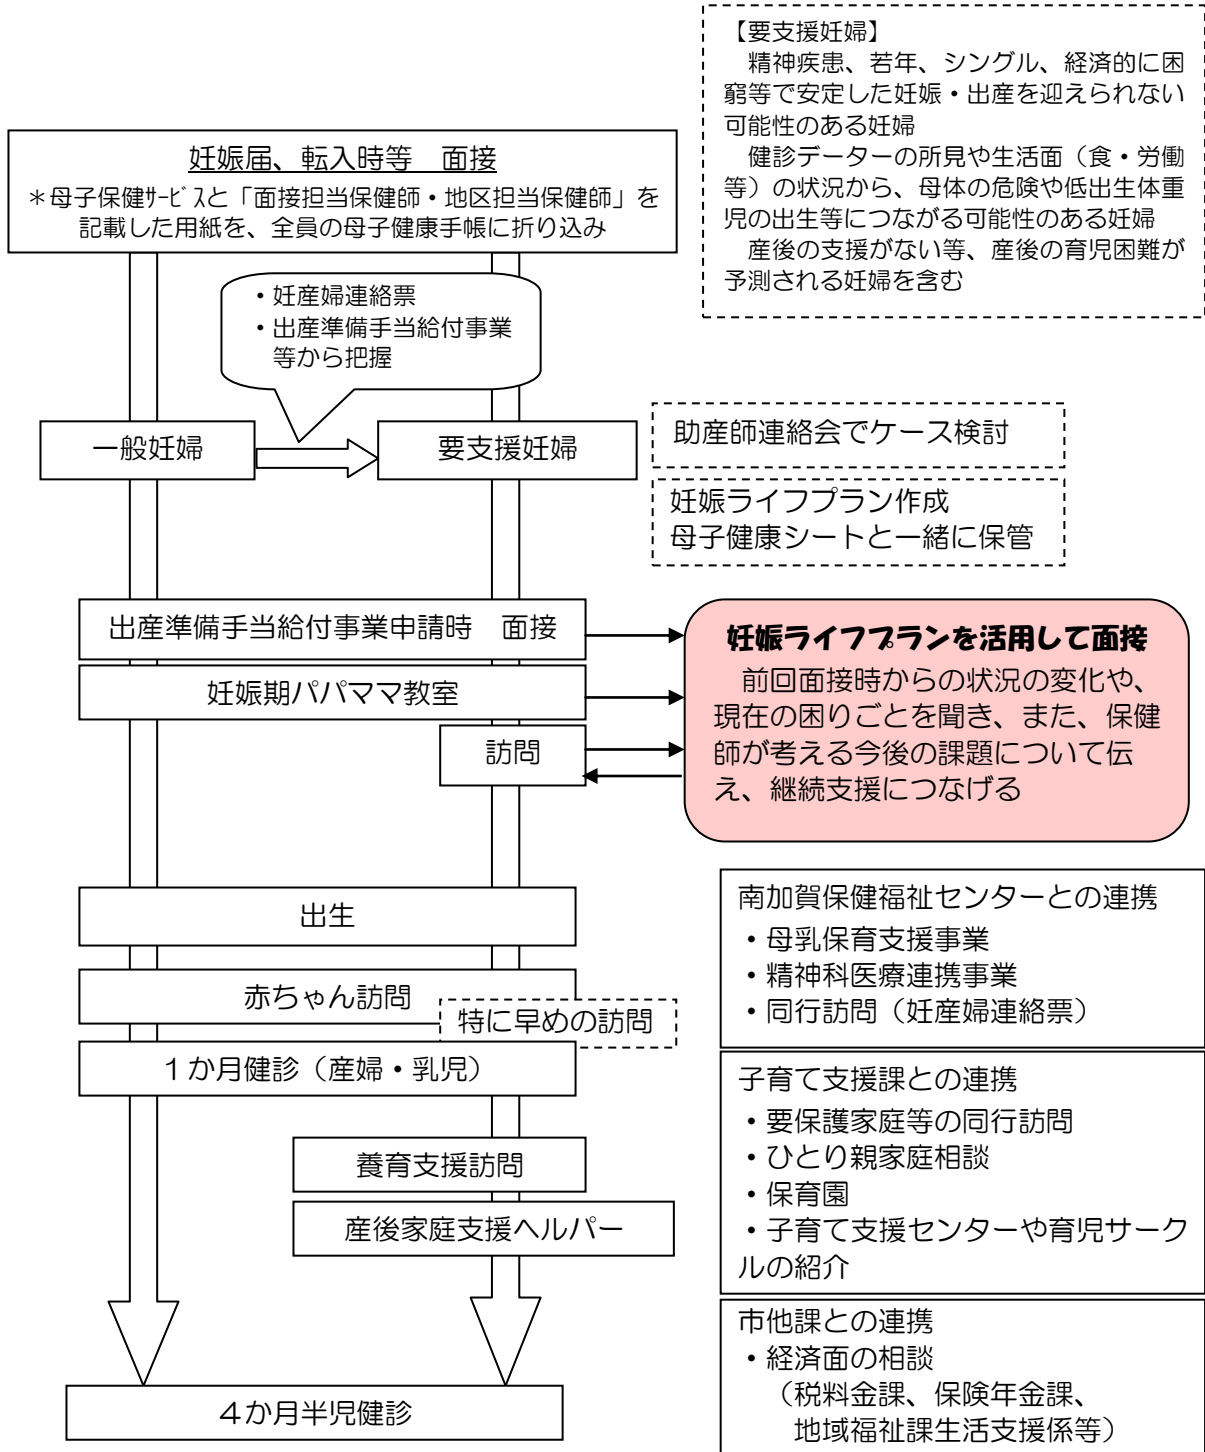 【要支援妊婦】
精神疾患、若年、シングル、経済的に困
窮等で安定した妊娠・出産を迎えられない
可能性のある妊婦
健診データーの所見や生活面（食・労働
等）の状況から、母体の危険や低出生体重
児の出生等につながる可能性のある妊婦
産後の支援がない等、産後の育児困難が
予測される妊婦を含む
妊娠届、転入時等　面接
＊母子保健ｻｰﾋﾞｽと「面接担当保健師・地区担当保健師」を
記載した用紙を、全員の母子健康手帳に折り込み
・妊産婦連絡票
・出産準備手当給付事業
等から把握
一般妊婦
要支援妊婦
助産師連絡会でケース検討
妊娠ライフプラン作成
母子健康シートと一緒に保管
出産準備手当給付事業申請時　面接
妊娠期パパママ教室
訪問
妊娠ライフプランを活用して面接
前回面接時からの状況の変化や、
現在の困りごとを聞き、また、保健
師が考える今後の課題について伝
え、継続支援につなげる
出生
赤ちゃん訪問
特に早めの訪問
１か月健診（産婦・乳児）
養育支援訪問
産後家庭支援ヘルパー
４か月半児健診
南加賀保健福祉センターとの連携
・母乳保育支援事業
・精神科医療連携事業
・同行訪問（妊産婦連絡票）
子育て支援課との連携
・要保護家庭等の同行訪問
・ひとり親家庭相談
・保育園
・子育て支援センターや育児サーク
ルの紹介
市他課との連携
・経済面の相談
（税料金課、保険年金課、
地域福祉課生活支援係等）